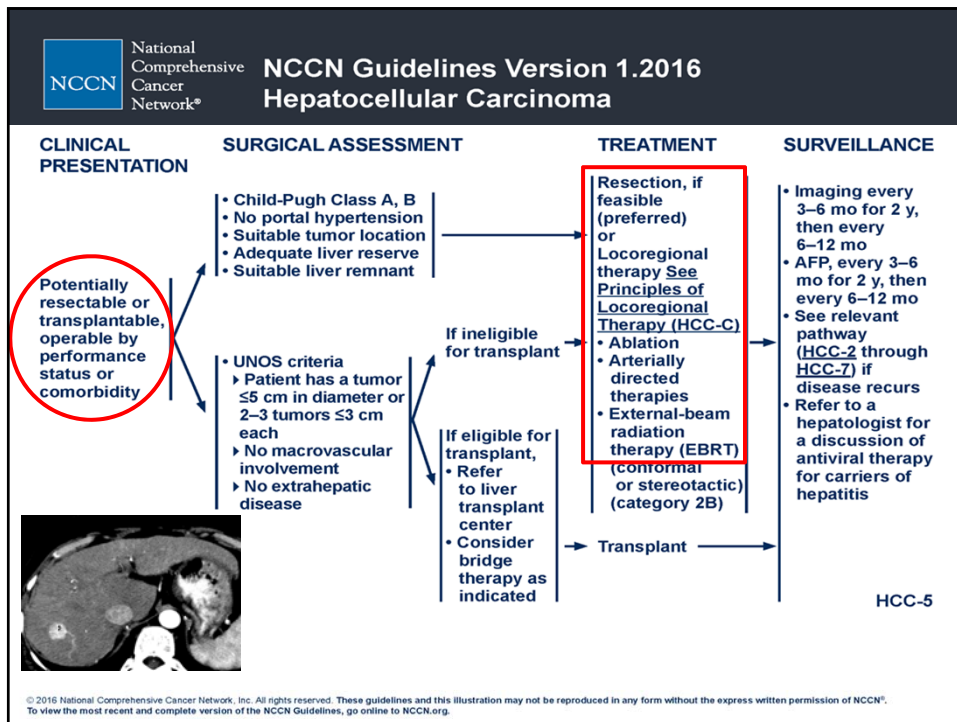 NCCN
National
Comprehensive
Cancer
Network®
NCCN Guidelines Version 1.2016
Hepatocellular Carcinoma
CLINICAL
PRESENTATION
SURGICAL ASSESSMENT
TREATMENT
SURVEILLANCE
Potentially
resectable or
transplantable,
operable by
performance
status or
comorbidity
• Child-Pugh Class A, B
• No portal hypertension
• Suitable tumor location
• Adequate liver reserve
• Suitable liver remnant
• UNOS criteria
Patient has a tumor
≤5 cm in diameter or
2–3 tumors ≤3 cm
each
No macrovascular
involvement
No extrahepatic
disease
If ineligible
for transplant
If eligible for
transplant,
• Refer
to liver
transplant
center
• Consider
bridge
therapy as
indicated
Resection, if
feasible
(preferred)
or
Locoregional
therapy See
Principles of
Locoregional
Therapy (HCC-C)
• Ablation
• Arterially
directed
therapies
• External-beam
radiation
therapy (EBRT)
(conformal
or stereotactic)
(category 2B)
Transplant
• Imaging every
3–6 mo for 2 y,
then every
6–12 mo
• AFP, every 3–6
mo for 2 y, then
every 6–12 mo
• See relevant
pathway
(HCC-2 through
HCC-7) if
disease recurs
• Refer to a
hepatologist for
a discussion of
antiviral therapy
for carriers of
hepatitis
HCC-5
© 2016 National Comprehensive Cancer Network, Inc. All rights reserved. These guidelines and this illustration may not be reproduced in any form without the express written permission of NCCN®.
To view the most recent and complete version of the NCCN Guidelines, go online to NCCN.org.